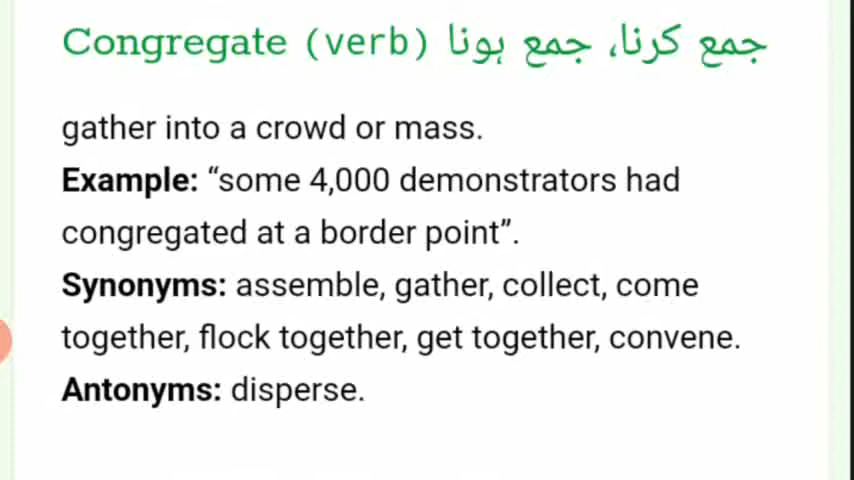 Congregate (verb) جمع کرنا، جمع ہونا
gather into a crowd or mass.
Example: “some 4,000 demonstrators had
congregated at a border point”.
Synonyms: assemble, gather, collect, come
together, flock together, get together, convene.
Antonyms: disperse.